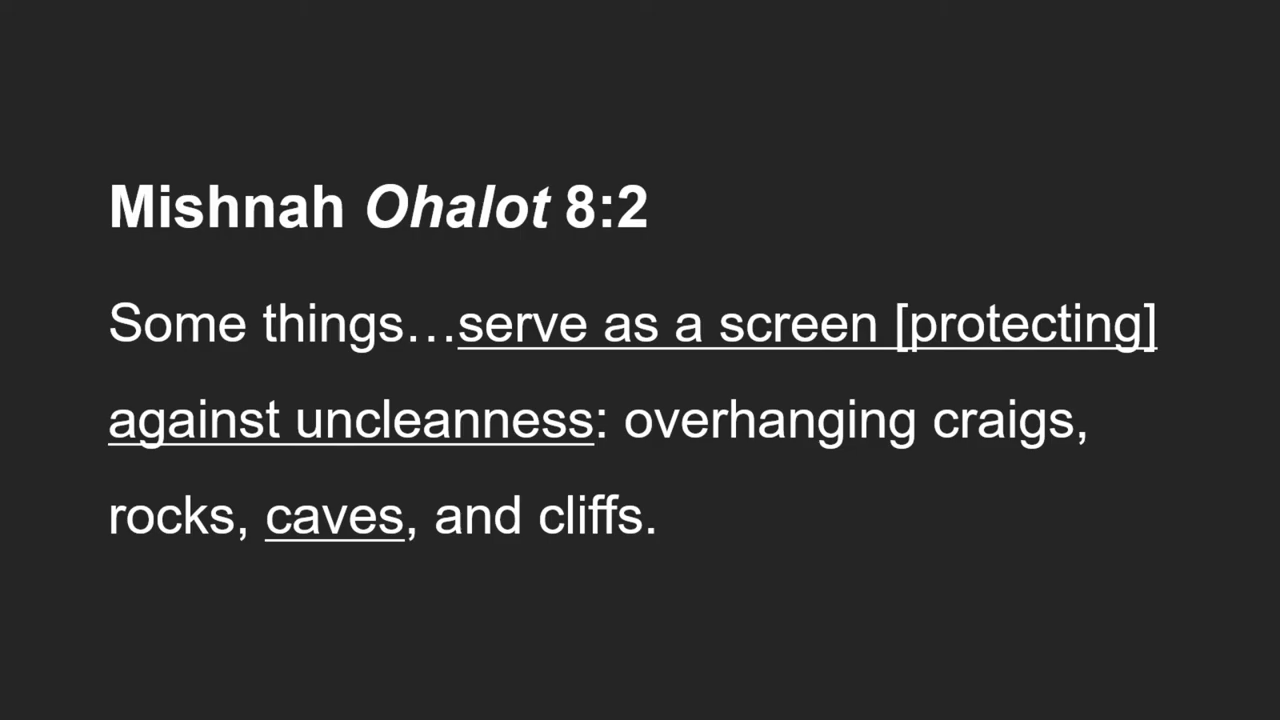 Mishnah Ohalot 8:2
Some things…serve as a screen [protecting]
against uncleanness: overhanging craigs,
rocks, caves, and cliffs.